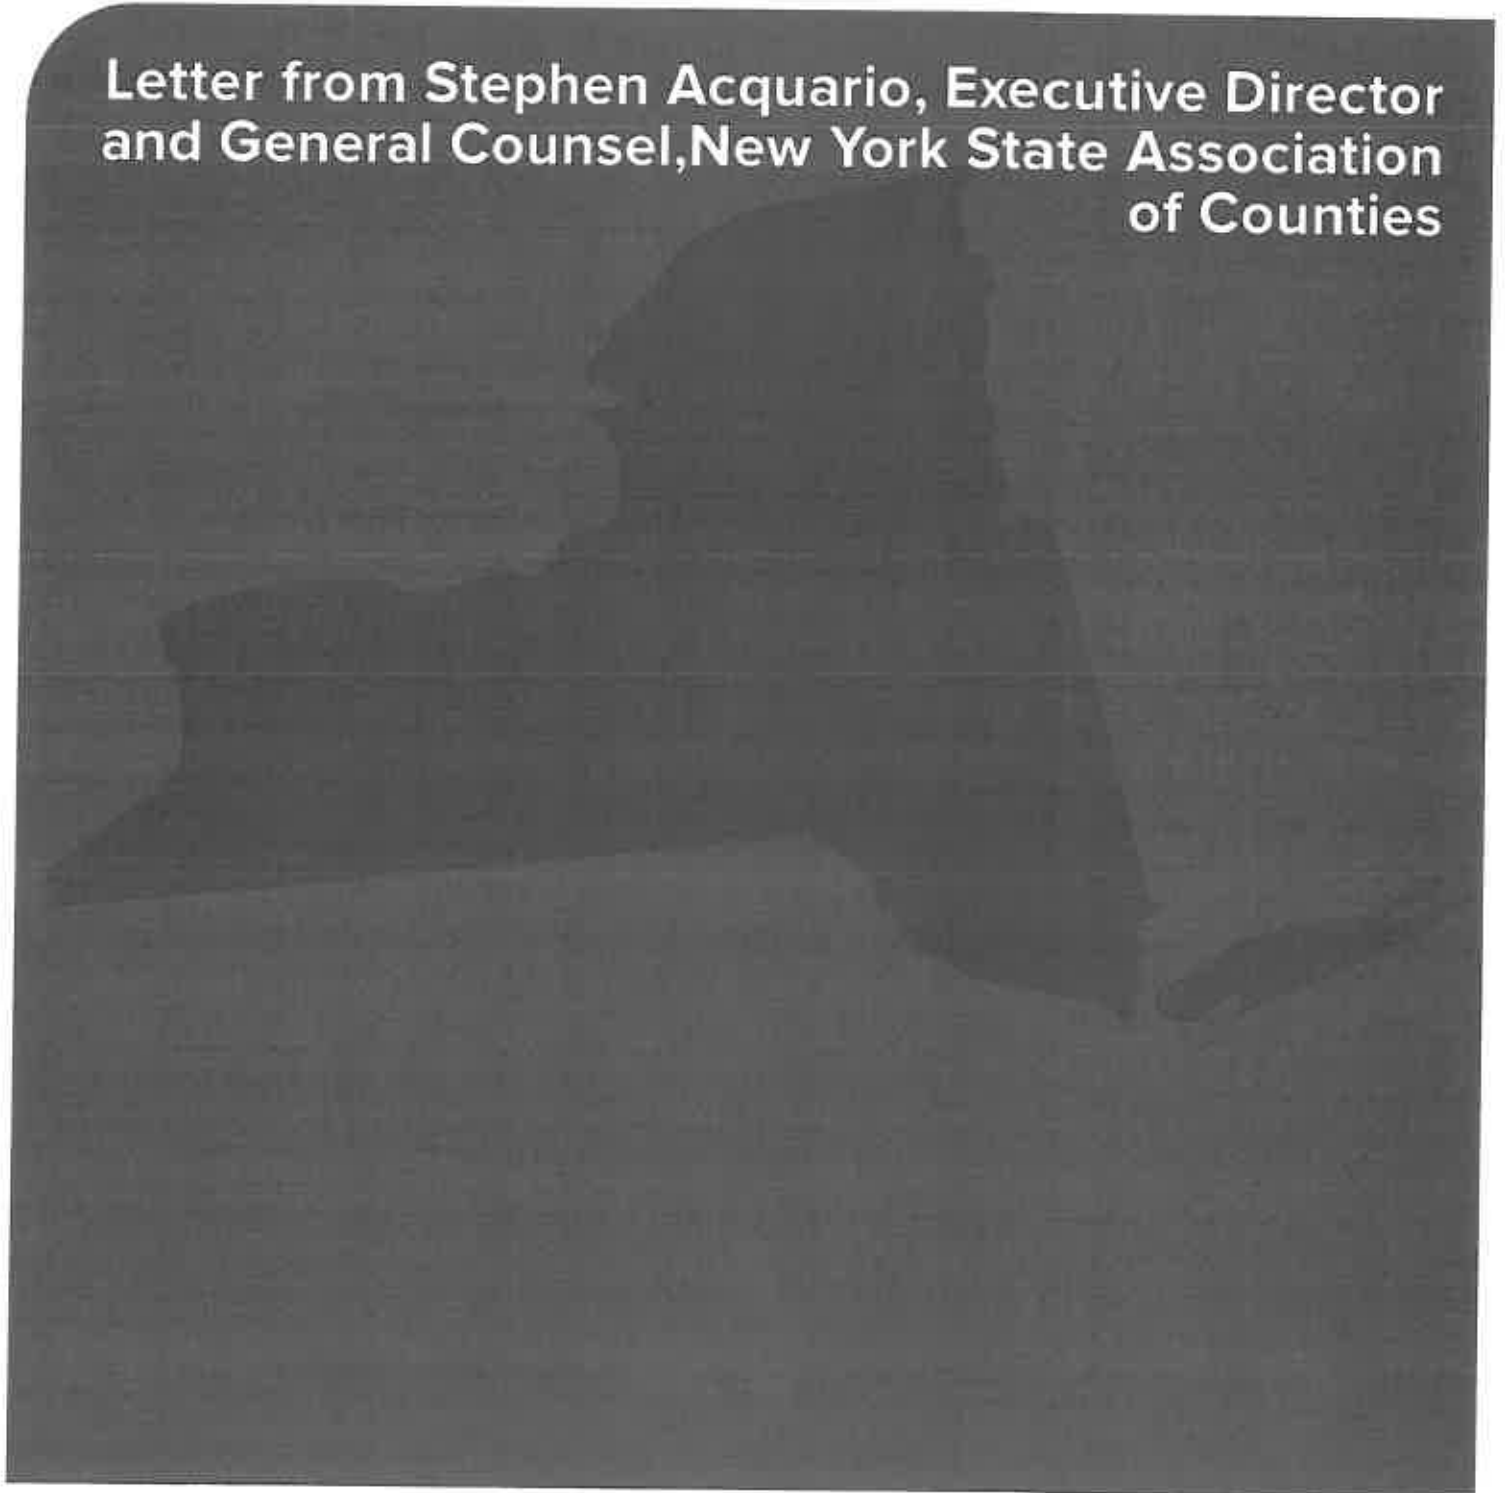 Letter from Stephen Acquario, Executive Director
and General Counsel,New York State Association
of Counties